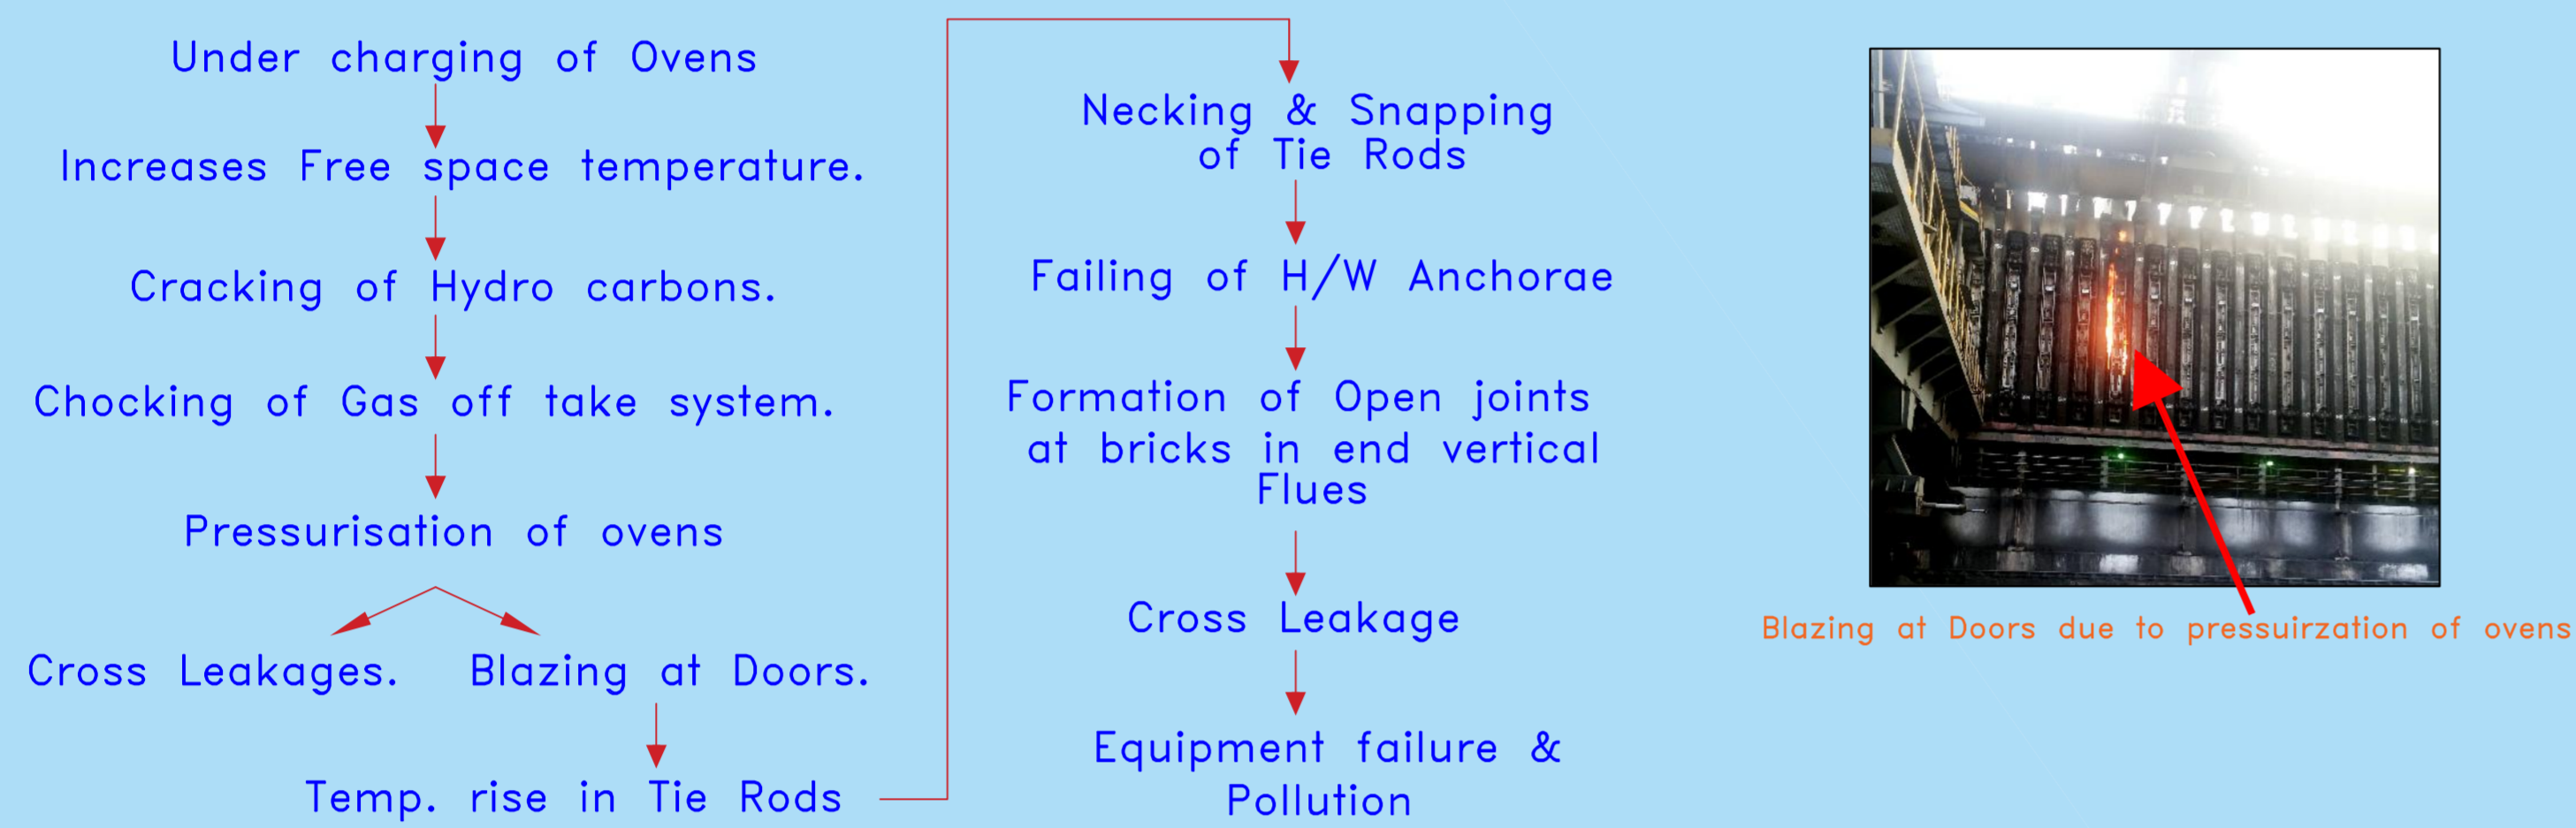 Under charging of Ovens
Increases Free space temperature.
Cracking of Hydro carbons.
Chocking of Gas off take system.
Pressurisation of ovens
Cross Leakages.
Blazing at Doors.
Temp. rise in Tie Rods
Necking & Snapping
of Tie Rods
Failing of H/W Anchorae
Formation of Open joints
at bricks in end vertical
Flues
Cross Leakage
Equipment failure &
Pollution
Blazing at Doors due to pressuirzation of ovens